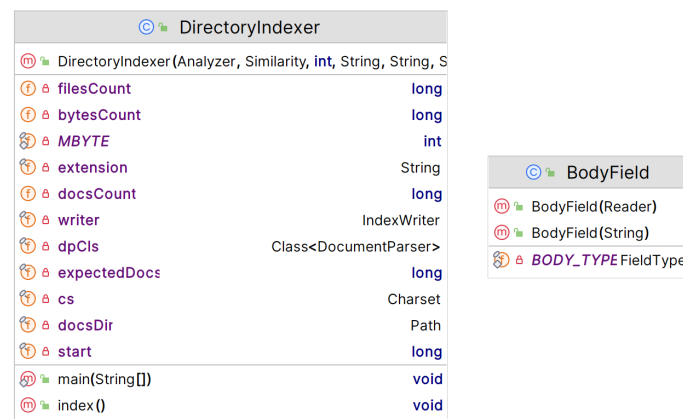 DirectoryIndexer
DirectoryIndexer(Analyzer, Similarity, int, String, String, S
filesCount long
bytesCount long
MBYTE int
extension String
docsCount long
writer IndexWriter
dpCls Class<DocumentParser>
expectedDocs long
cs Charset
docsDir Path
start long
main(String[]) void
index() void
BodyField
BodyField(Reader)
BodyField(String)
BODY_TYPE FieldType